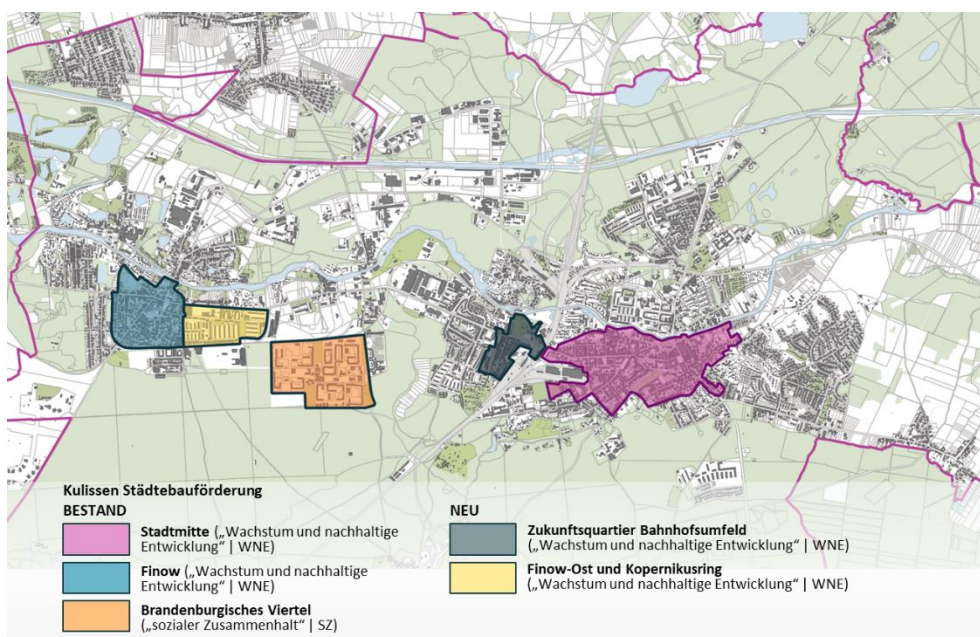 Kulissen Städtebauförderung
BESTAND
Stadtmitte („Wachstum und nachhaltige
Entwicklung“ | WNE)
Finow („Wachstum und nachhaltige
Entwicklung“ | WNE)
Brandenburgisches Viertel
(„sozialer Zusammenhalt“ | SZ)
NEU
Zukunftsquartier Bahnhofsumfeld
(„Wachstum und nachhaltige Entwicklung“ | WNE)
Finow-Ost und Kopernikusring
(„Wachstum und nachhaltige Entwicklung“ | WNE)